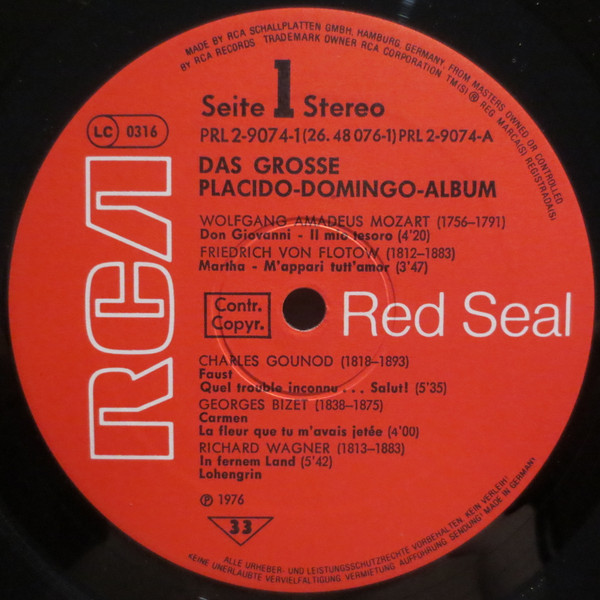 MADE BY RCA SCHALLPLATTEN GMBH, HAMBURG, GERMANY, FROM MASTERS OWNED OR CONTROLLED
BY RCA RECORDS TRADEMARK OWNER RCA CORPORATION TM(S) ® REG MARCA(S) REGISTRADA(S)
Seite 1 Stereo
LC 0316
PRL 2-9074-1 (26. 48 076-1) PRL 2-9074-A
DAS GROSSE
PLACIDO-DOMINGO-ALBUM
WOLFGANG AMADEUS MOZART (1756–1791)
Don Giovanni - Il mio tesoro (4'20)
FRIEDRICH VON FLOTOW (1812–1883)
Martha - M'appari tutt'amor (3'47)
RCA
Contr.
Copyr.
Red Seal
CHARLES GOUNOD (1818–1893)
Faust
Quel trouble inconnu . . . Salut! (5'35)
GEORGES BIZET (1838–1875)
Carmen
La fleur que tu m'avais jetée (4'00)
RICHARD WAGNER (1813–1883)
In fernem Land (5'42)
Lohengrin
℗ 1976
33
ALLE URHEBER- UND LEISTUNGSSCHUTZRECHTE VORBEHALTEN KEIN VERLEIH!
KEINE UNERLAUBTE VERVIELFÄLTIGUNG, VERMIETUNG, AUFFÜHRUNG, SENDUNG! MADE IN GERMANY